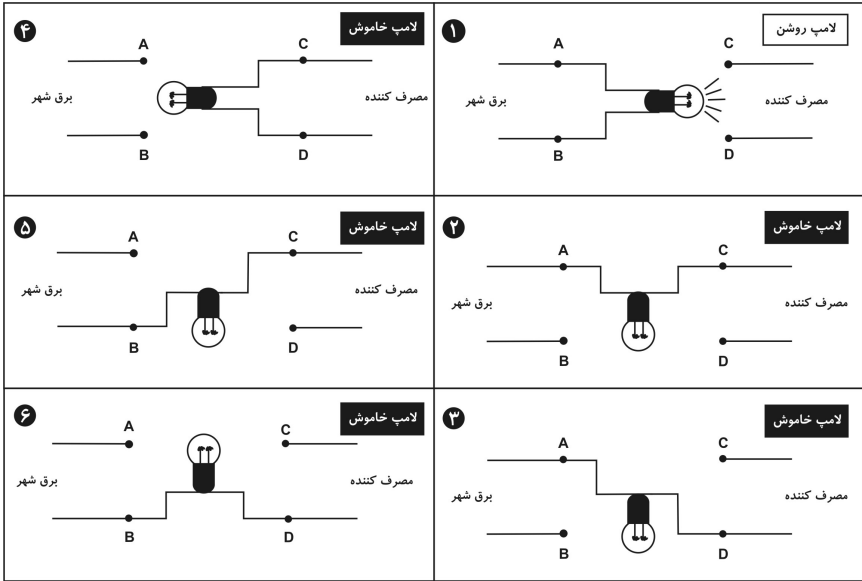 ۱
لامپ روشن
A
C
برق شهر
مصرف کننده
B
D
۲
لامپ خاموش
A
C
برق شهر
مصرف کننده
B
D
۳
لامپ خاموش
A
C
برق شهر
مصرف کننده
B
D
۴
لامپ خاموش
A
C
برق شهر
مصرف کننده
B
D
۵
لامپ خاموش
A
C
برق شهر
مصرف کننده
B
D
۶
لامپ خاموش
A
C
برق شهر
مصرف کننده
B
D